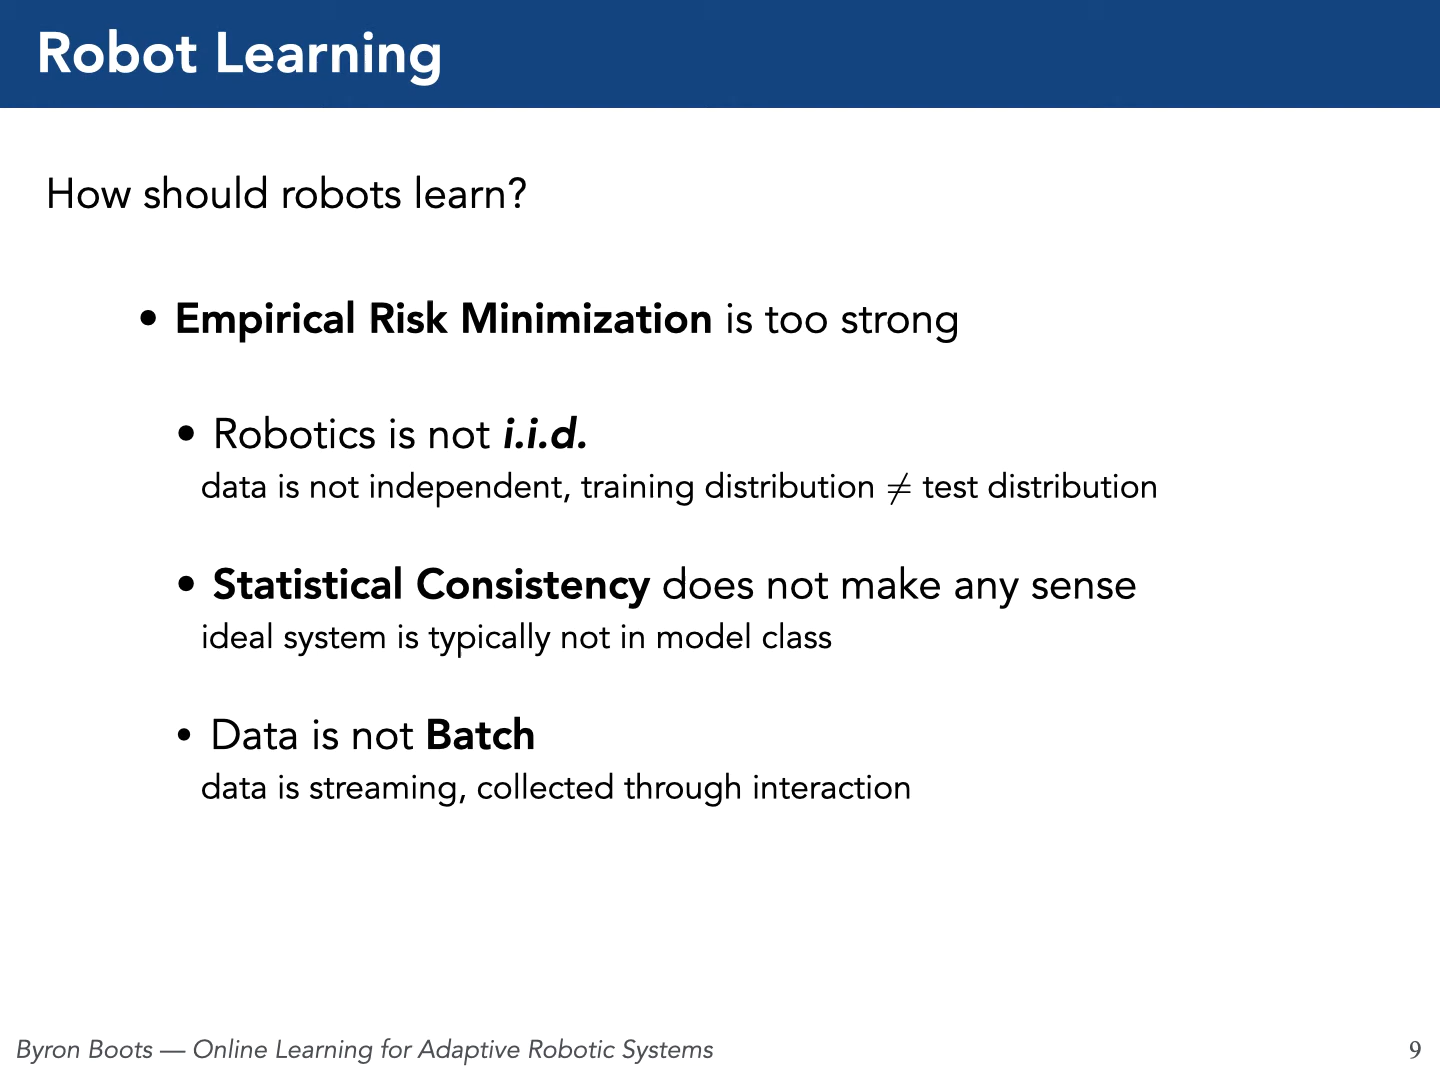 Robot Learning
How should robots learn?
• Empirical Risk Minimization is too strong
• Robotics is not i.i.d.
data is not independent, training distribution ≠ test distribution
• Statistical Consistency does not make any sense
ideal system is typically not in model class
• Data is not Batch
data is streaming, collected through interaction
Byron Boots — Online Learning for Adaptive Robotic Systems
9